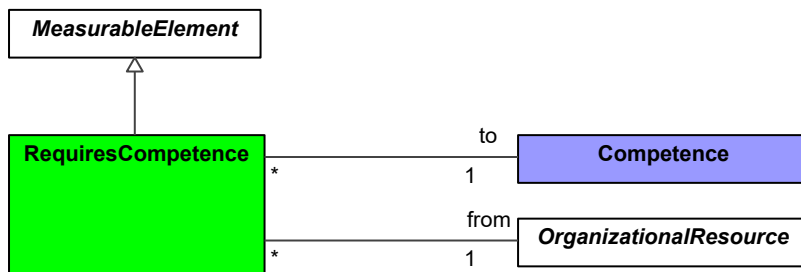 MeasurableElement
RequiresCompetence
to
Competence
*
1
from
OrganizationalResource
*
1